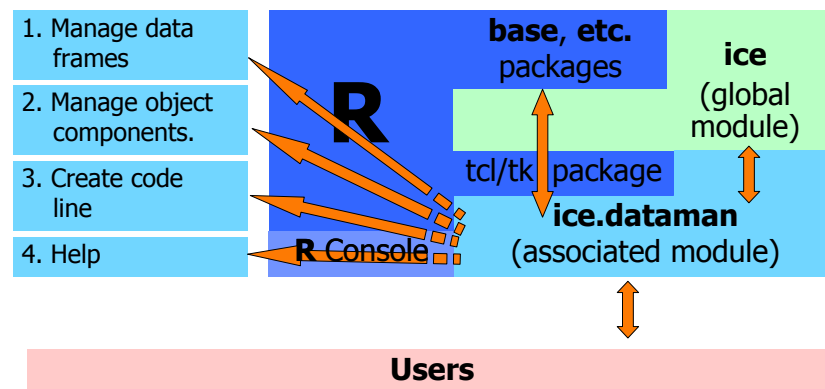 1. Manage data
frames
2. Manage object
components.
3. Create code
line
4. Help
R
R Console
base, etc.
packages
ice
(global
module)
tcl/tk package
ice.dataman
(associated module)
Users